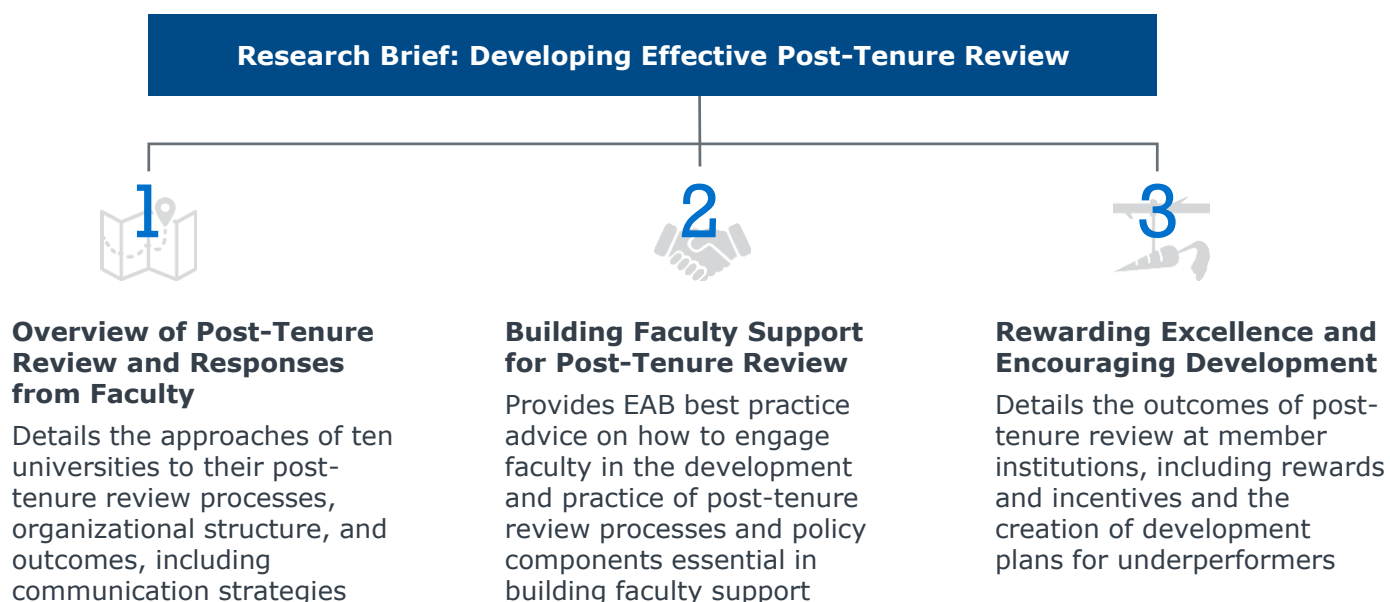 Research Brief: Developing Effective Post-Tenure Review
1
2
3
Overview of Post-Tenure
Review and Responses
from Faculty
Details the approaches of ten
universities to their post-
tenure review processes,
organizational structure, and
outcomes, including
communication strategies
Building Faculty Support
for Post-Tenure Review
Provides EAB best practice
advice on how to engage
faculty in the development
and practice of post-tenure
review processes and policy
components essential in
building faculty support
Rewarding Excellence and
Encouraging Development
Details the outcomes of post-
tenure review at member
institutions, including rewards
and incentives and the
creation of development
plans for underperformers